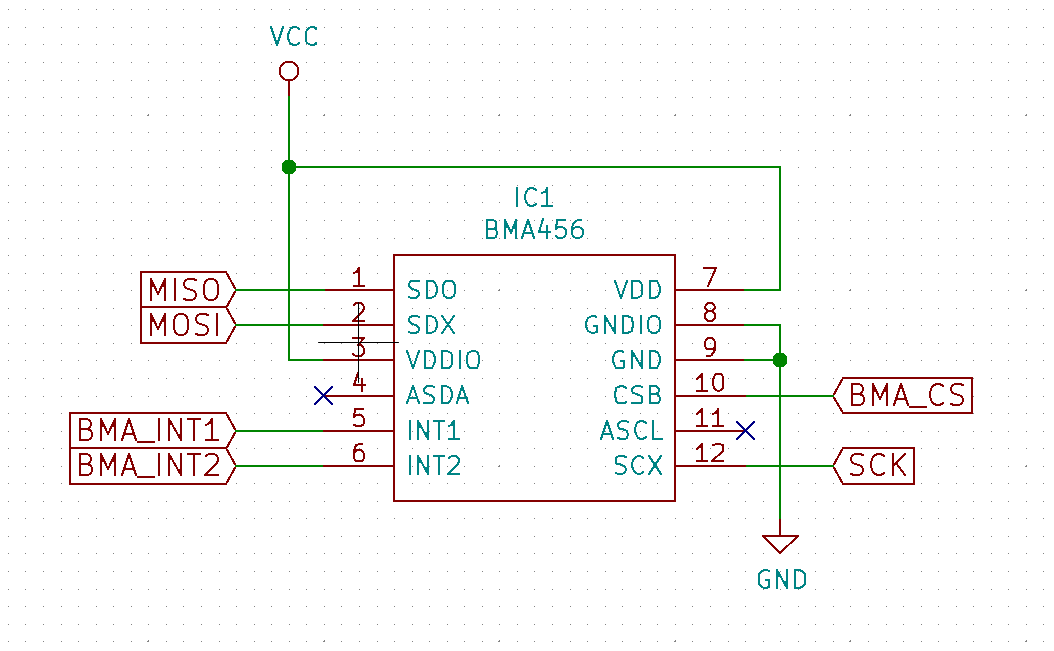 VCC
IC1
BMA456
MISO 1 SDO VDD 7
MOSI 2 SDX GNDIO 8
3 VDDIO GND 9
4 ASDA CSB 10 BMA_CS
BMA_INT1 5 INT1 ASCL 11
BMA_INT2 6 INT2 SCX 12 SCK
GND